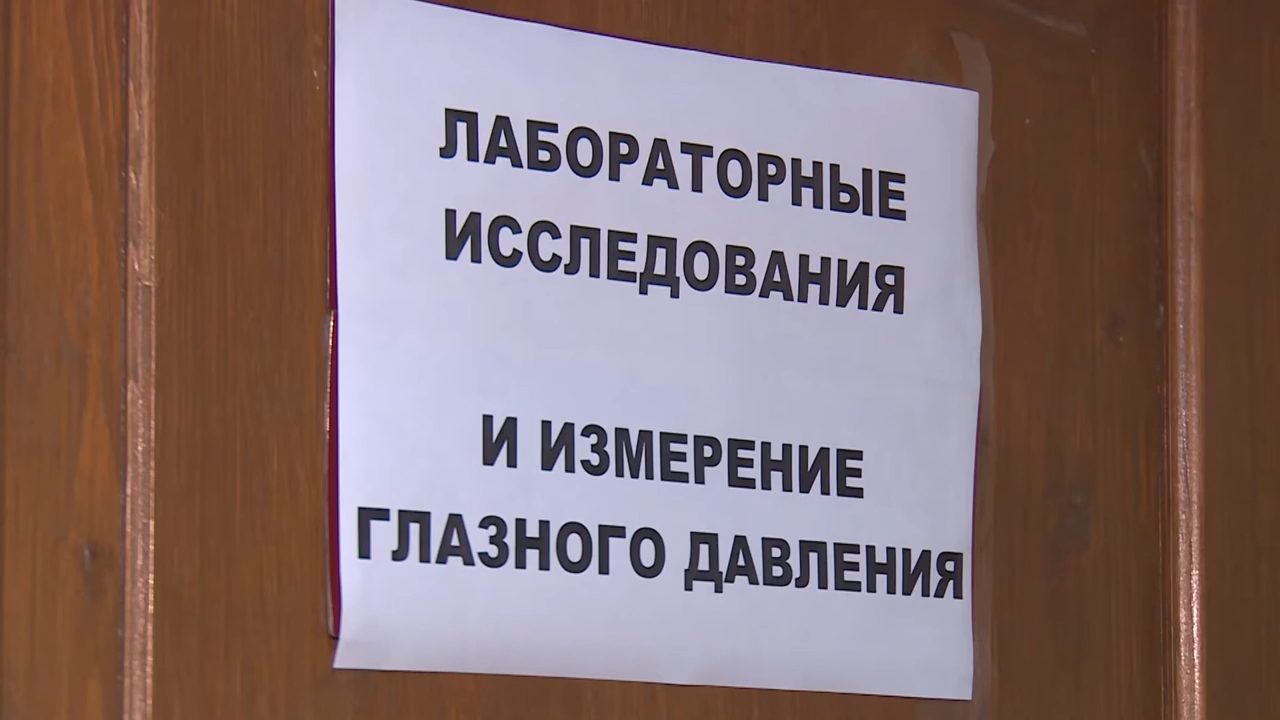 ЛАБОРАТОРНЫЕ
ИССЛЕДОВАНИЯ
И ИЗМЕРЕНИЕ
ГЛАЗНОГО ДАВЛЕНИЯ